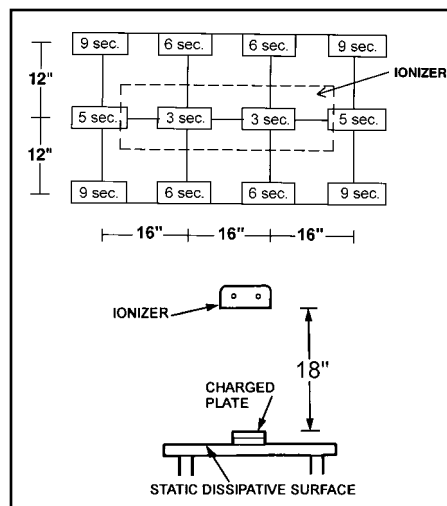 9 sec. 6 sec. 6 sec. 9 sec.
12"
IONIZER
5 sec. 3 sec. 3 sec. 5 sec.
12"
9 sec. 6 sec. 6 sec. 9 sec.
16" 16" 16"
IONIZER
18"
CHARGED
PLATE
STATIC DISSIPATIVE SURFACE